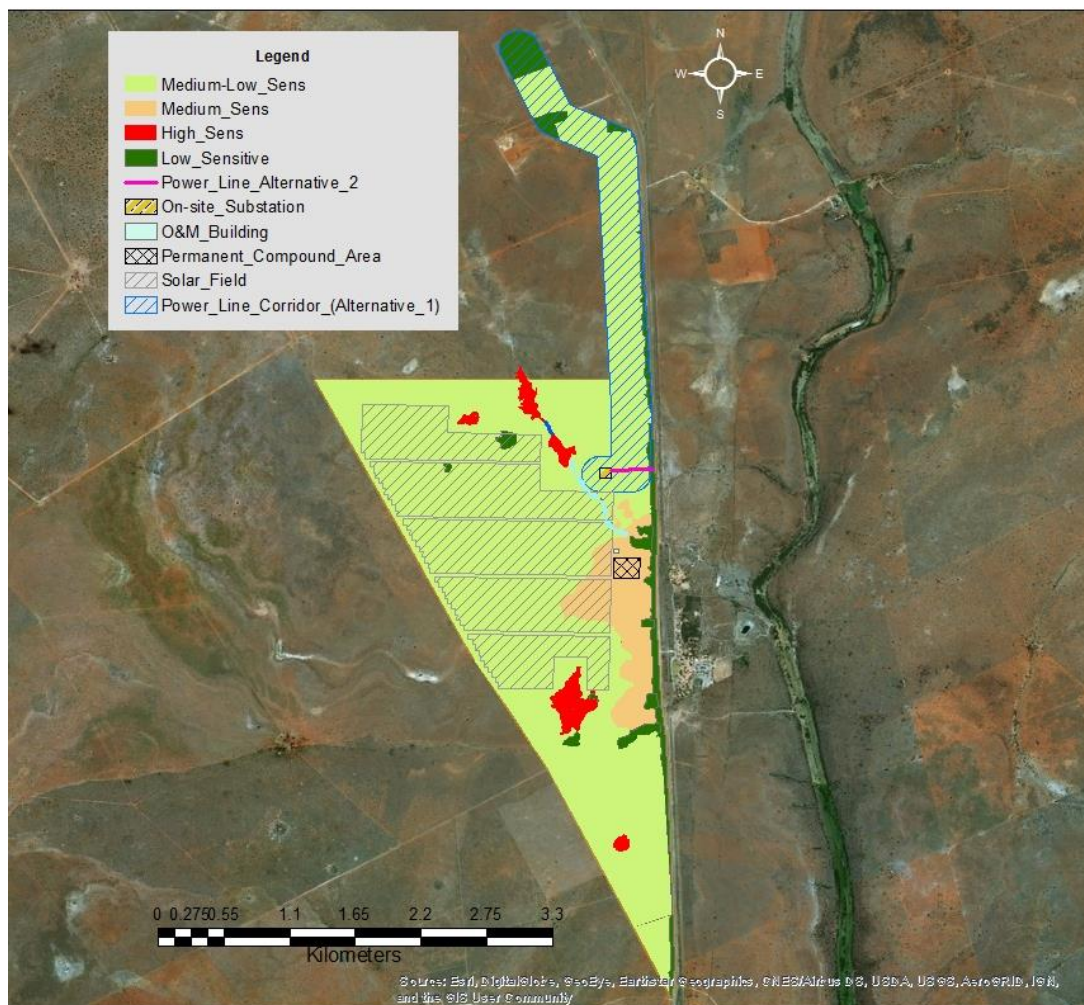 Legend
Medium-Low_Sens
Medium_Sens
High_Sens
Low_Sensitive
Power_Line_Alternative_2
On-site_Substation
O&M_Building
Permanent_Compound_Area
Solar_Field
Power_Line_Corridor_(Alternative_1)
N
W E
S
0 0.275 0.55 1.1 1.65 2.2 2.75 3.3
Kilometers
Source: Esri, DigitalGlobe, GeoEye, Earthstar Geographics, CNES/Airbus DS, USDA, USGS, AeroGRID, IGN,
and the GIS User Community